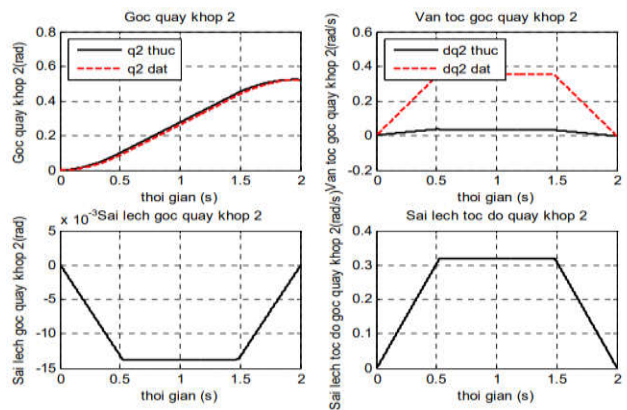 Goc quay khop 2
Goc quay khop 2(rad)
0.8
0.6
0.4
0.2
0
q2 thuc
q2 dat
0 0.5 1 1.5 2
thoi gian (s)
Van toc goc quay khop 2
Van toc goc quay khop 2(rad/s)
0.6
0.4
0.2
0
-0.2
dq2 thuc
dq2 dat
0 0.5 1 1.5 2
thoi gian (s)
x 10-3
Sai lech goc quay khop 2
Sai lech goc quay khop 2(rad)
5
0
-5
-10
-15
0 0.5 1 1.5 2
thoi gian (s)
Sai lech toc do quay khop 2
Sai lech toc do goc quay khop 2(rad/s)
0.4
0.3
0.2
0.1
0
0 0.5 1 1.5 2
thoi gian (s)